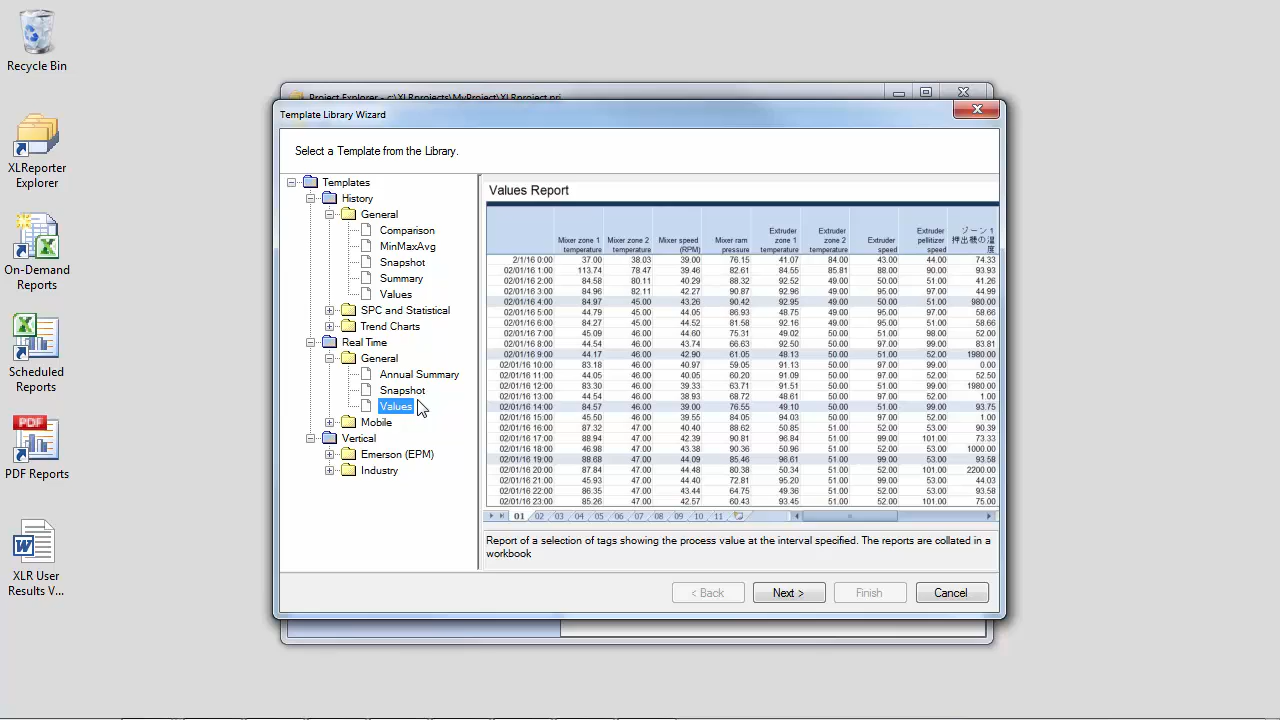 Recycle Bin
XLReporter
Explorer
On-Demand
Reports
Scheduled
Reports
PDF
PDF Reports
XLR User
Results V...
Project Explorer - c:\XLRprojects\MyProject\XLRproject.prj
Template Library Wizard
Select a Template from the Library.
Templates
History
General
Comparison
MinMaxAvg
Snapshot
Summary
Values
SPC and Statistical
Trend Charts
Real Time
General
Annual Summary
Snapshot
Values
Mobile
Vertical
Emerson (EPM)
Industry
Values Report
Mixer zone 1 temperature Mixer zone 2 temperature Mixer speed (RPM) Mixer ram pressure Extruder zone 1 temperature Extruder zone 2 temperature Extruder speed Extruder pellitizer speed ゾーン1 押出機の温度
2/1/16 0:00 37.00 38.03 39.00 76.15 41.07 84.00 43.00 44.00 74.33
02/01/16 1:00 113.74 78.47 39.46 82.61 84.55 85.81 88.00 90.00 93.93
02/01/16 2:00 84.58 80.11 40.29 88.32 92.52 49.00 50.00 51.00 41.26
02/01/16 3:00 84.96 82.11 42.27 90.87 92.96 49.00 95.00 97.00 44.99
02/01/16 4:00 84.97 45.00 43.26 90.42 92.95 49.00 50.00 51.00 980.00
02/01/16 5:00 44.79 45.00 44.05 86.93 48.75 49.00 95.00 97.00 58.66
02/01/16 6:00 84.27 45.00 44.52 81.58 92.16 49.00 50.00 51.00 58.66
02/01/16 7:00 45.09 46.00 44.60 75.31 49.02 50.00 51.00 98.00 52.00
02/01/16 8:00 44.54 46.00 43.74 66.63 92.50 50.00 97.00 99.00 83.81
02/01/16 9:00 44.17 46.00 42.90 61.05 48.13 50.00 51.00 52.00 1980.00
02/01/16 10:00 83.18 46.00 40.97 59.05 91.13 50.00 97.00 99.00 0.00
02/01/16 11:00 44.05 46.00 40.05 60.20 91.09 50.00 51.00 52.00 52.50
02/01/16 12:00 83.30 46.00 39.33 63.71 91.51 50.00 97.00 99.00 1980.00
02/01/16 13:00 44.54 46.00 38.93 68.72 48.61 50.00 51.00 52.00 1.00
02/01/16 14:00 84.57 46.00 39.00 76.55 49.10 50.00 97.00 99.00 93.75
02/01/16 15:00 45.50 46.00 39.55 84.05 94.03 50.00 51.00 52.00 1.00
02/01/16 16:00 87.32 47.00 40.40 88.62 50.85 51.00 52.00 53.00 90.39
02/01/16 17:00 88.94 47.00 42.39 90.81 96.84 51.00 99.00 101.00 73.33
02/01/16 18:00 46.98 47.00 43.38 90.36 50.96 51.00 52.00 53.00 1000.00
02/01/16 19:00 88.68 47.00 44.09 85.46 96.61 51.00 99.00 53.00 93.58
02/01/16 20:00 87.84 47.00 44.48 80.38 50.34 51.00 52.00 101.00 2200.00
02/01/16 21:00 45.93 47.00 44.40 72.81 95.20 51.00 99.00 53.00 44.03
02/01/16 22:00 86.35 47.00 43.44 64.75 49.36 51.00 52.00 53.00 93.58
02/01/16 23:00 85.26 47.00 42.57 60.43 93.45 51.00 52.00 101.00 75.00
01 02 03 04 05 06 07 08 09 10 11
Report of a selection of tags showing the process value at the interval specified. The reports are collated in a
workbook
< Back Next > Finish Cancel